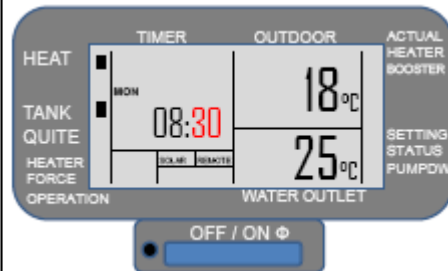 TIMER OUTDOOR
HEAT
ACTUAL
HEATER
BOOSTER
MON
08:30
18°C
TANK
QUITE
HEATER
FORCE
OPERATION
SOLAR REMOTE
25°C
SETTING
STATUS
PUMPDW
WATER OUTLET
OFF / ON Φ